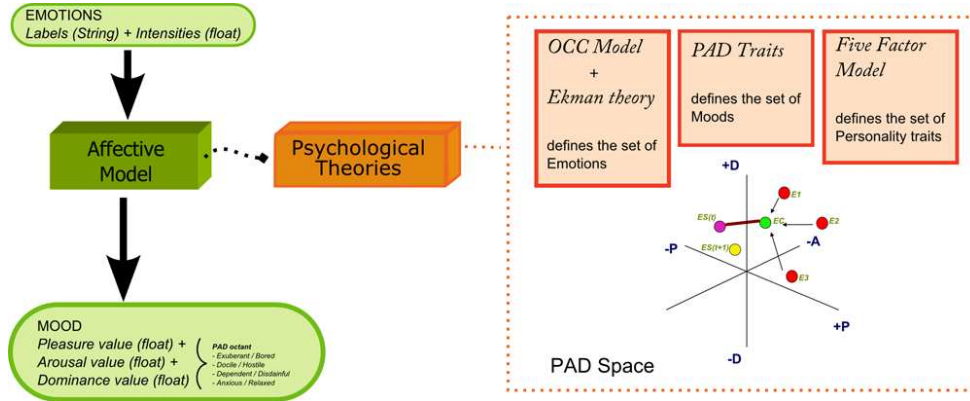 EMOTIONS
Labels (String) + Intensities (float)
Affective
Model
Psychological
Theories
MOOD
Pleasure value (float) +
Arousal value (float) +
Dominance value (float)
PAD octant
- Exuberant / Bored
- Docile / Hostile
- Dependent / Disdainful
- Anxious / Relaxed
OCC Model
+
Ekman theory
defines the set of
Emotions
PAD Traits
defines the set of
Moods
Five Factor
Model
defines the set of
Personality traits
+D
E1
ES(t)
EC
E2
-P
ES(t+1)
-A
E3
+P
-D
PAD Space